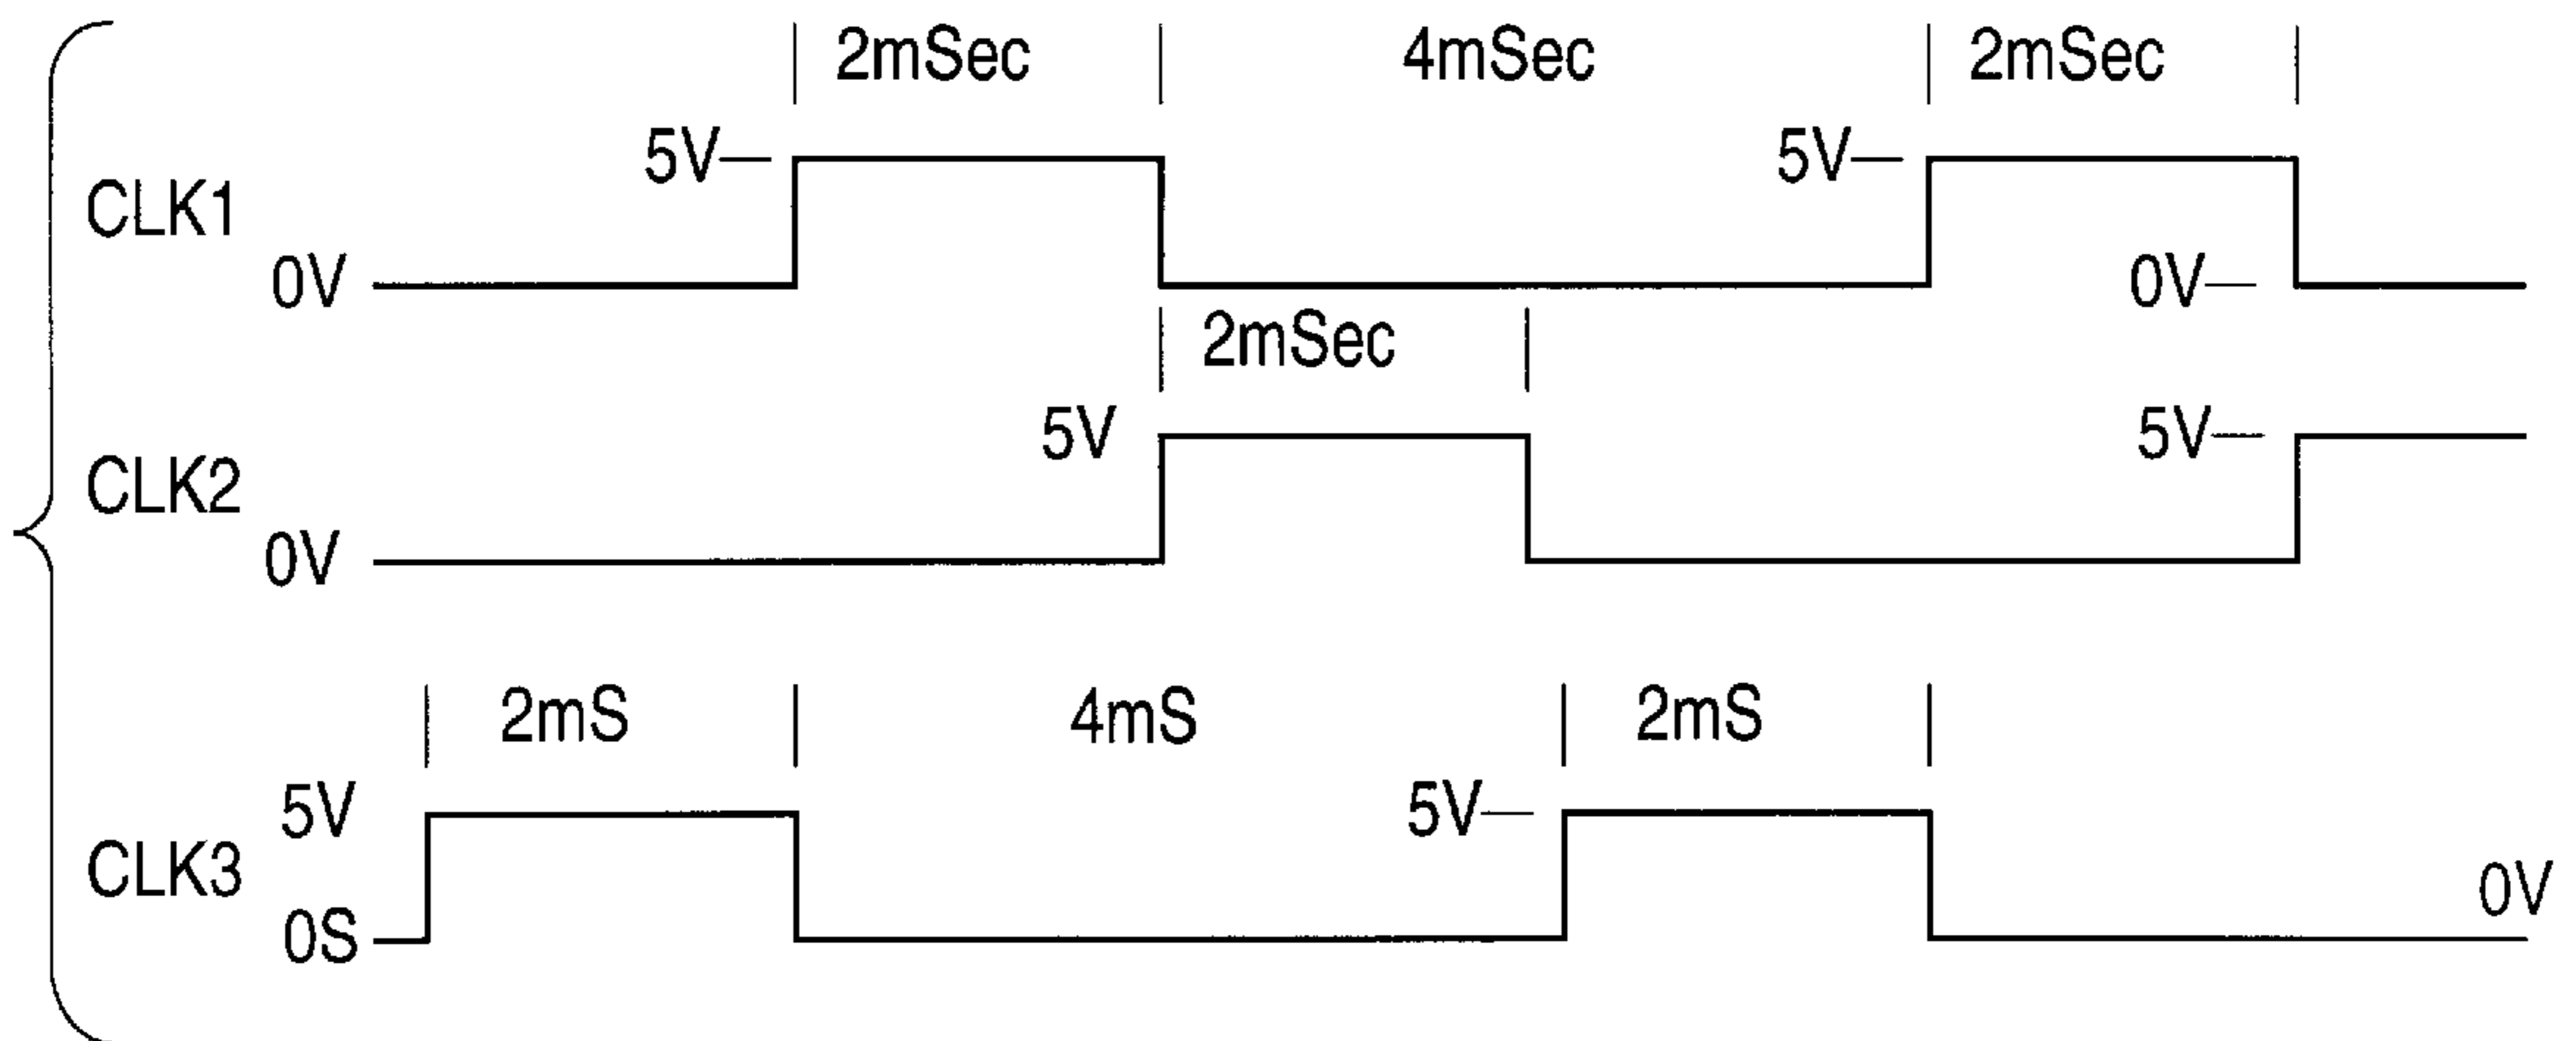 2mSec 4mSec 2mSec
5V 5V
CLK1
0V 0V
2mSec
5V 5V
CLK2
0V
2mS 4mS 2mS
5V 5V
CLK3 0V
0S